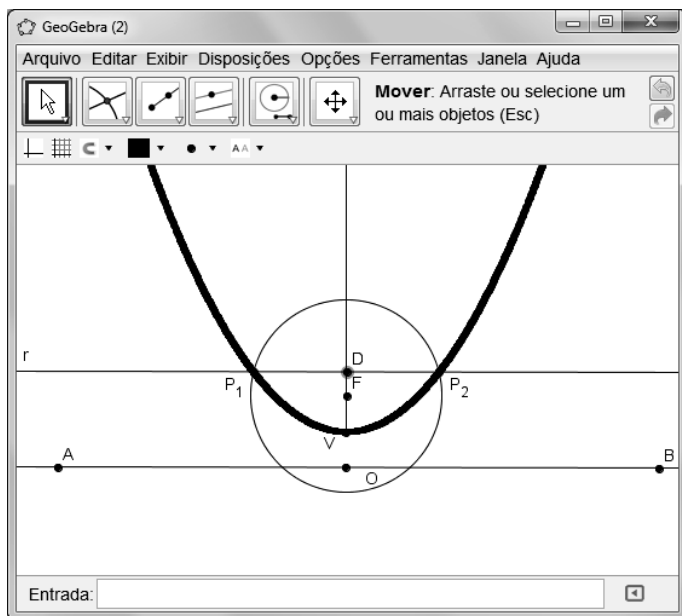 GeoGebra (2)
Arquivo Editar Exibir Disposições Opções Ferramentas Janela Ajuda
Mover: Arraste ou selecione um
ou mais objetos (Esc)
A A
r
D
F
P1
P2
V
A
B
O
Entrada: